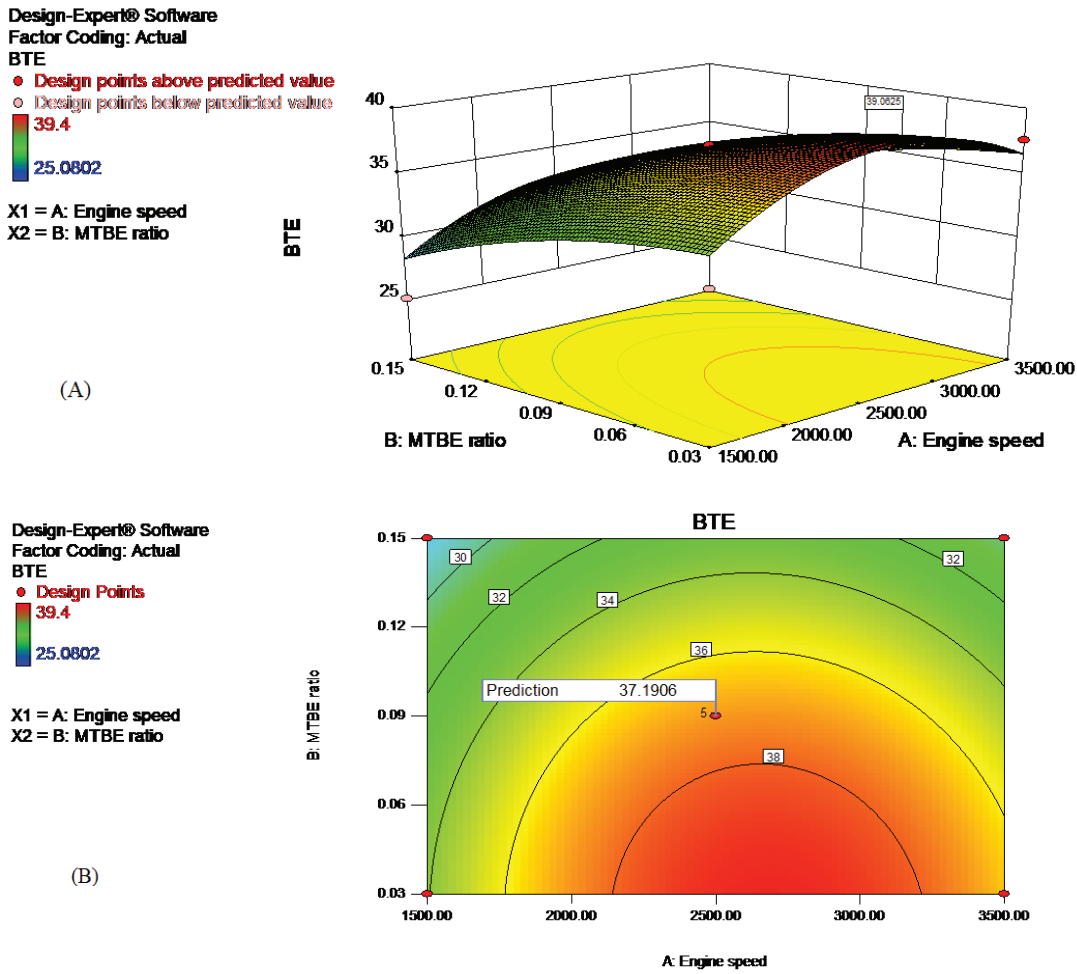 Design-Expert® Software
Factor Coding: Actual
BTE
Design points above predicted value
Design points below predicted value
39.4
25.0802
X1 = A: Engine speed
X2 = B: MTBE ratio
(A)
BTE
40
35
30
25
39.0625
0.15
0.12
0.09
0.06
0.03
B: MTBE ratio
1500.00
2000.00
2500.00
3000.00
3500.00
A: Engine speed
Design-Expert® Software
Factor Coding: Actual
BTE
Design Points
39.4
25.0802
X1 = A: Engine speed
X2 = B: MTBE ratio
(B)
BTE
B: MTBE ratio
0.15
0.12
0.09
0.06
0.03
30
32
32
34
36
Prediction 37.1906
5
38
1500.00
2000.00
2500.00
3000.00
3500.00
A: Engine speed